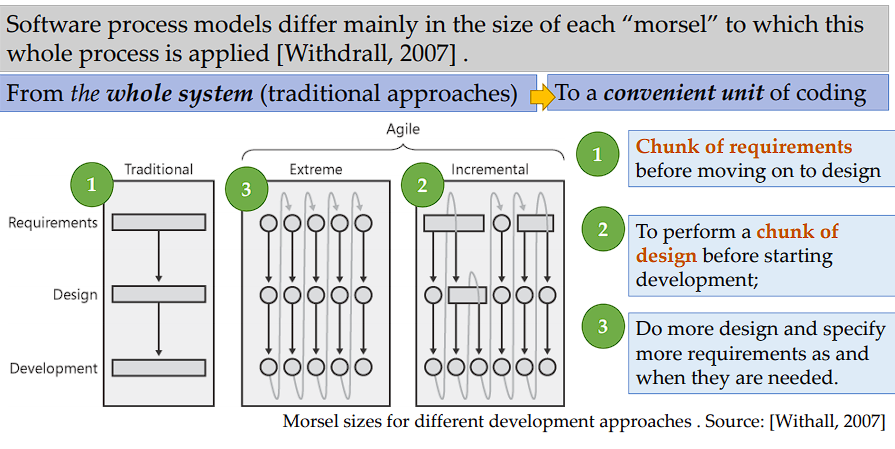 Software process models differ mainly in the size of each “morsel” to which this
whole process is applied [Withdrall, 2007] .
From the whole system (traditional approaches)
To a convenient unit of coding
Agile
1
Traditional
3
Extreme
2
Incremental
Requirements
Design
Development
1
Chunk of requirements
before moving on to design
2
To perform a chunk of
design before starting
development;
3
Do more design and specify
more requirements as and
when they are needed.
Morsel sizes for different development approaches . Source: [Withall, 2007]